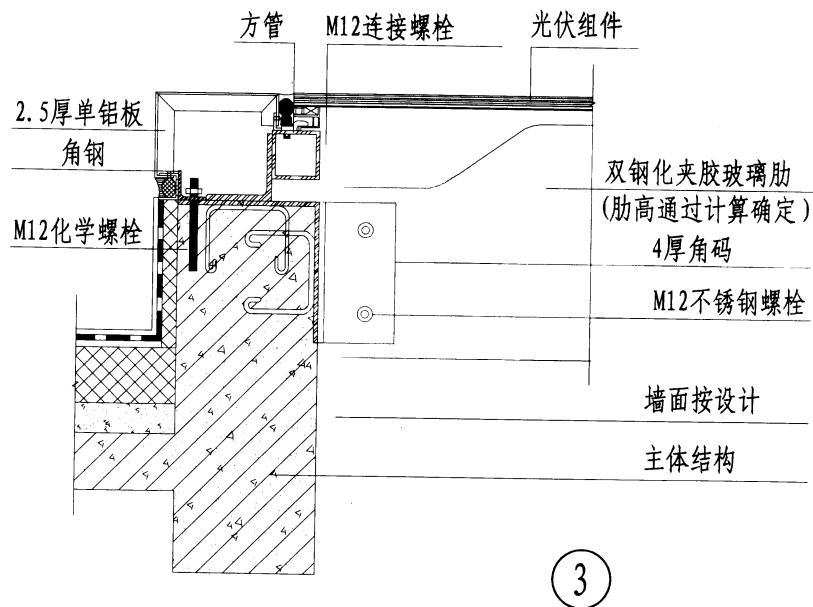 方管
M12连接螺栓
光伏组件
2.5厚单铝板
角钢
M12化学螺栓
双钢化夹胶玻璃肋
(肋高通过计算确定)
4厚角码
M12不锈钢螺栓
墙面按设计
主体结构
3